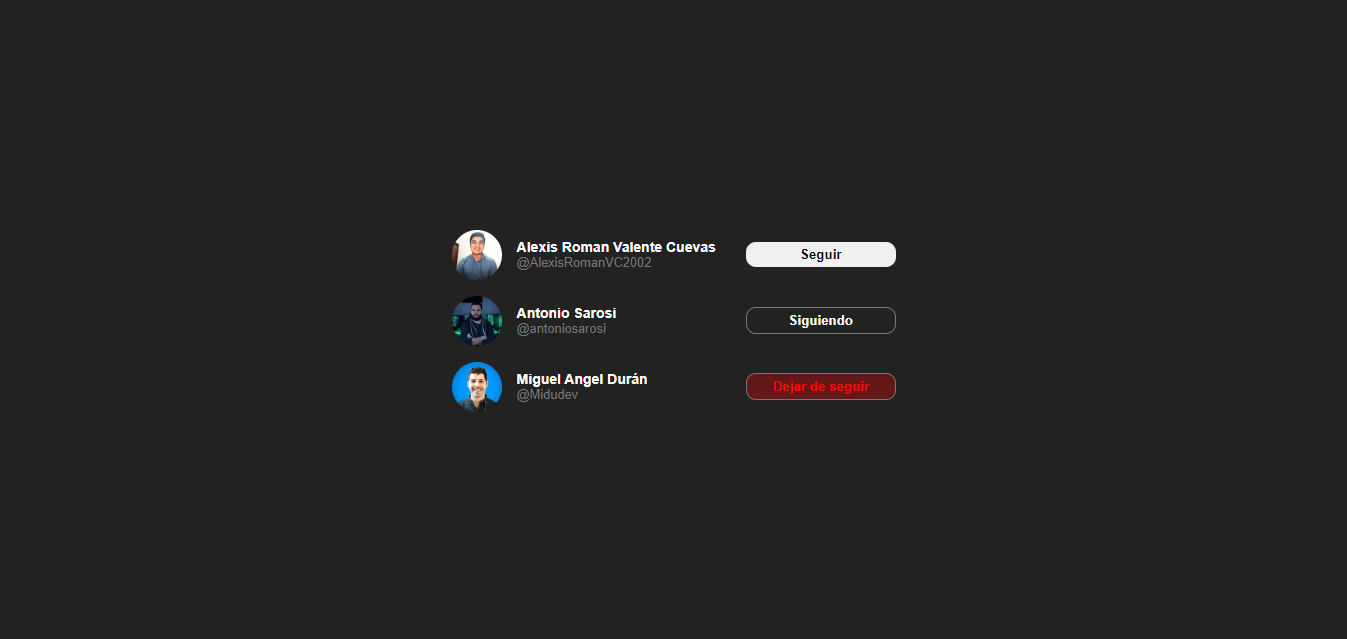 Alexis Roman Valente Cuevas
@AlexisRomanVC2002
Seguir
Antonio Sarosi
@antoniosarosi
Siguiendo
Miguel Angel Durán
@Midudev
Dejar de seguir